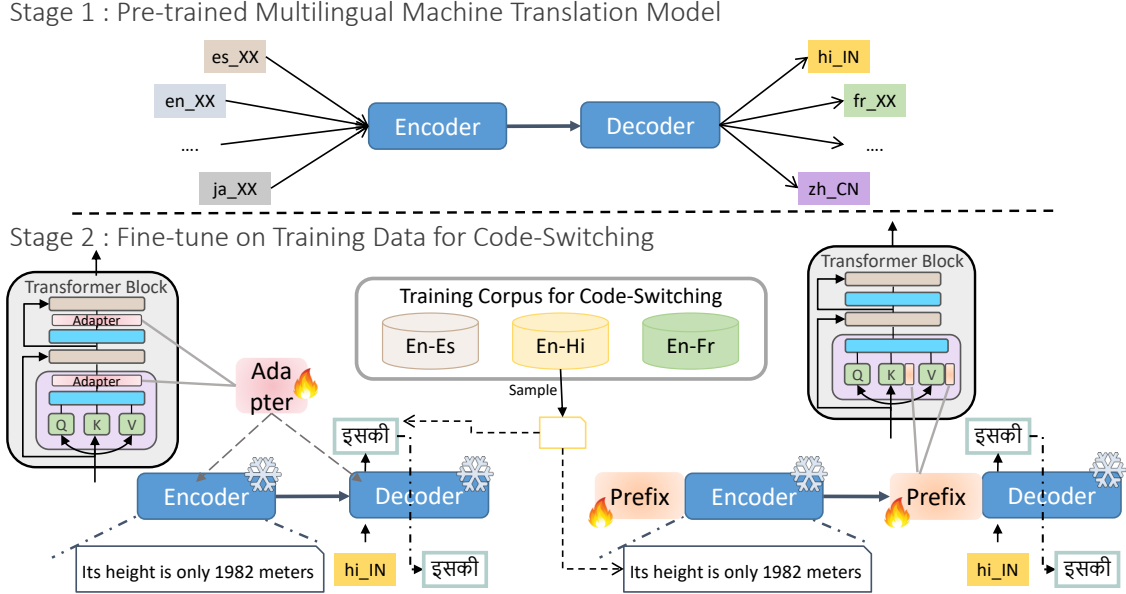 Stage 1 : Pre-trained Multilingual Machine Translation Model
es_XX
en_XX
....
ja_XX
Encoder
Decoder
hi_IN
fr_XX
....
zh_CN
Stage 2 : Fine-tune on Training Data for Code-Switching
Transformer Block
Adapter
Adapter
Q
K
V
Ada
pter
Training Corpus for Code-Switching
En-Es
En-Hi
En-Fr
Sample
Transformer Block
Q
K
V
इसकी
Encoder
Decoder
Its height is only 1982 meters
hi_IN
इसकी
Prefix
Encoder
Prefix
Decoder
इसकी
Its height is only 1982 meters
hi_IN
इसकी